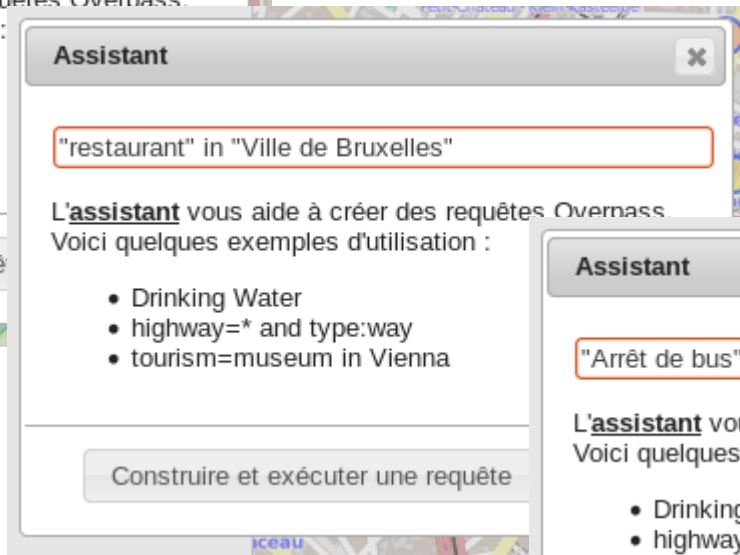 Assistant
"restaurant" in "Ville de Bruxelles"
L'assistant vous aide à créer des requêtes Overpass.
Voici quelques exemples d'utilisation :
• Drinking Water
• highway=* and type:way
• tourism=museum in Vienna
Construire et exécuter une requête
Assistant
"Arrêt de bus"
L'assistant vou
Voici quelques
• Drinking
• highway